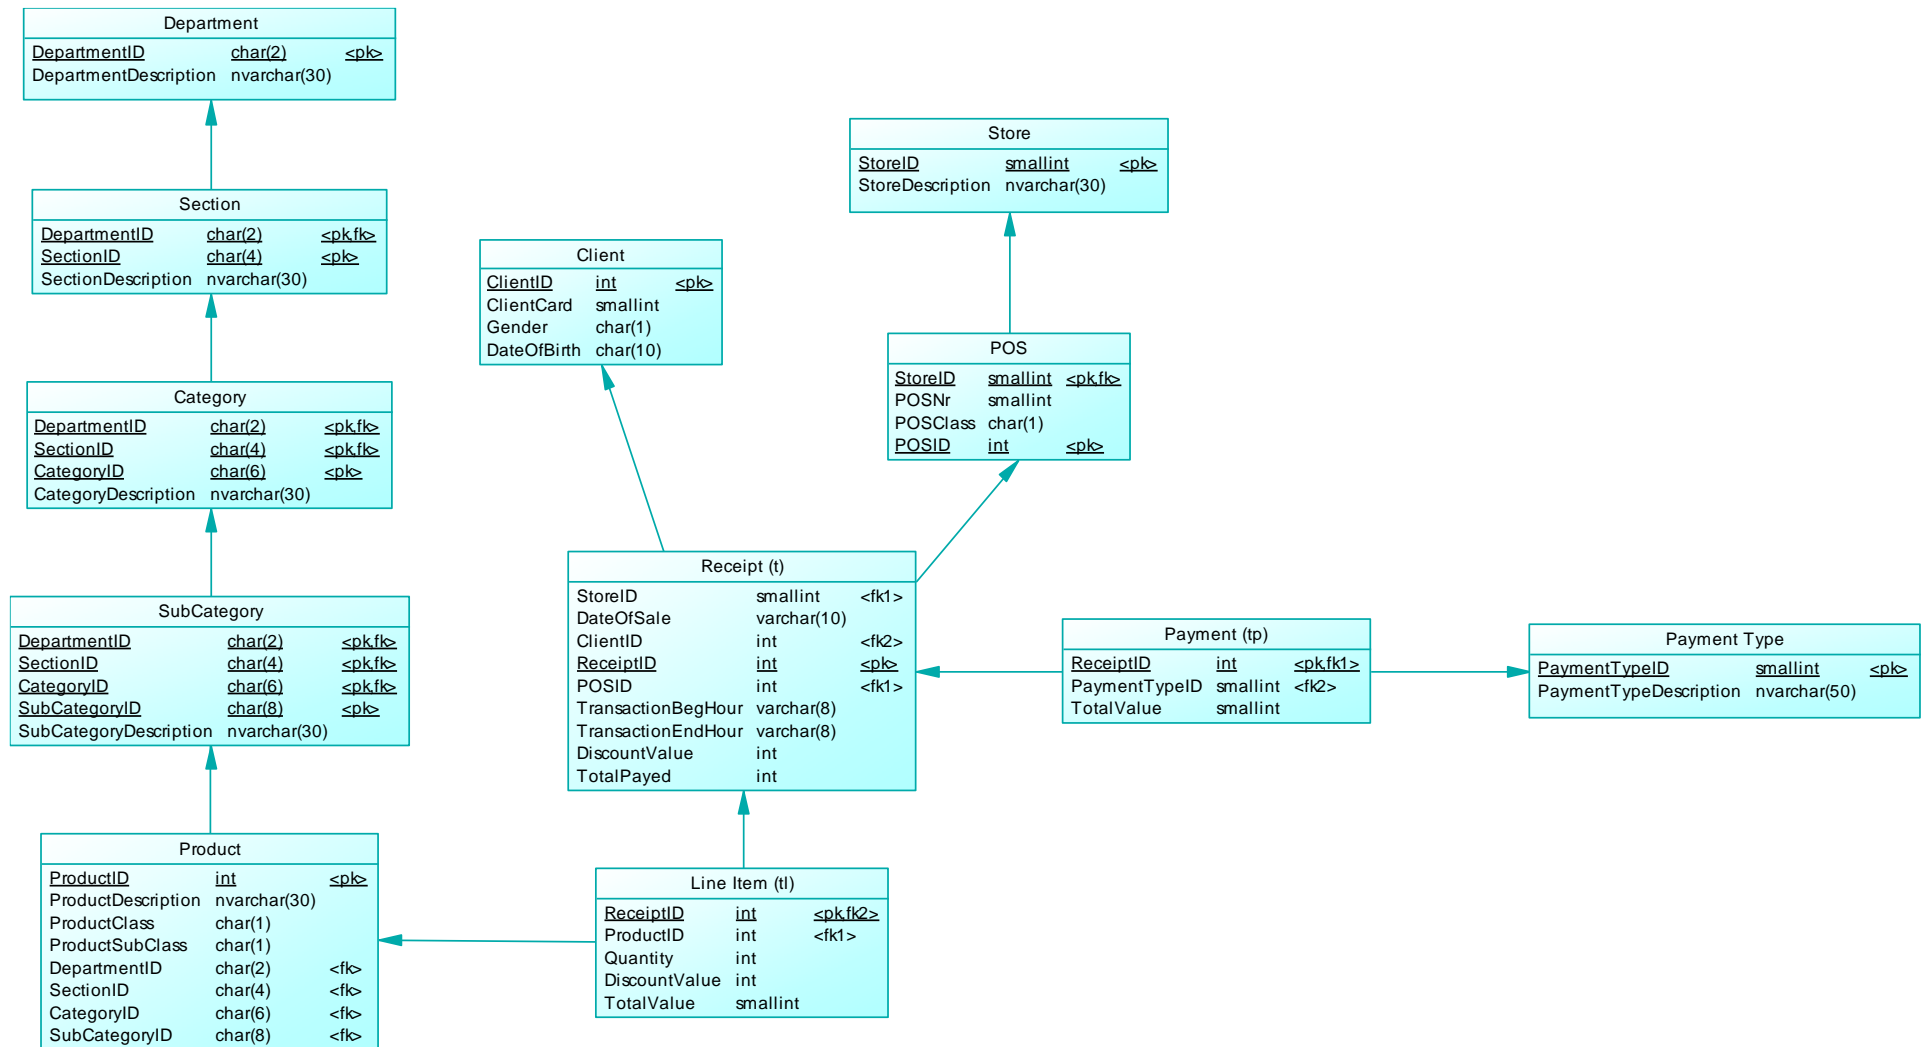 Department
DepartmentID char(2) <pk>
DepartmentDescription nvarchar(30)
Section
DepartmentID char(2) <pk,fk>
SectionID char(4) <pk>
SectionDescription nvarchar(30)
Category
DepartmentID char(2) <pk,fk>
SectionID char(4) <pk,fk>
CategoryID char(6) <pk>
CategoryDescription nvarchar(30)
SubCategory
DepartmentID char(2) <pk,fk>
SectionID char(4) <pk,fk>
CategoryID char(6) <pk,fk>
SubCategoryID char(8) <pk>
SubCategoryDescription nvarchar(30)
Product
ProductID int <pk>
ProductDescription nvarchar(30)
ProductClass char(1)
ProductSubClass char(1)
DepartmentID char(2) <fk>
SectionID char(4) <fk>
CategoryID char(6) <fk>
SubCategoryID char(8) <fk>
Client
ClientID int <pk>
ClientCard smallint
Gender char(1)
DateOfBirth char(10)
Store
StoreID smallint <pk>
StoreDescription nvarchar(30)
POS
StoreID smallint <pk,fk>
POSNr smallint
POSClass char(1)
POSID int <pk>
Receipt (t)
StoreID smallint <fk1>
DateOfSale varchar(10)
ClientID int <fk2>
ReceiptID int <pk>
POSID int <fk1>
TransactionBegHour varchar(8)
TransactionEndHour varchar(8)
DiscountValue int
TotalPayed int
Line Item (tl)
ReceiptID int <pk,fk2>
ProductID int <fk1>
Quantity int
DiscountValue int
TotalValue smallint
Payment (tp)
ReceiptID int <pk,fk1>
PaymentTypeID smallint <fk2>
TotalValue smallint
Payment Type
PaymentTypeID smallint <pk>
PaymentTypeDescription nvarchar(50)